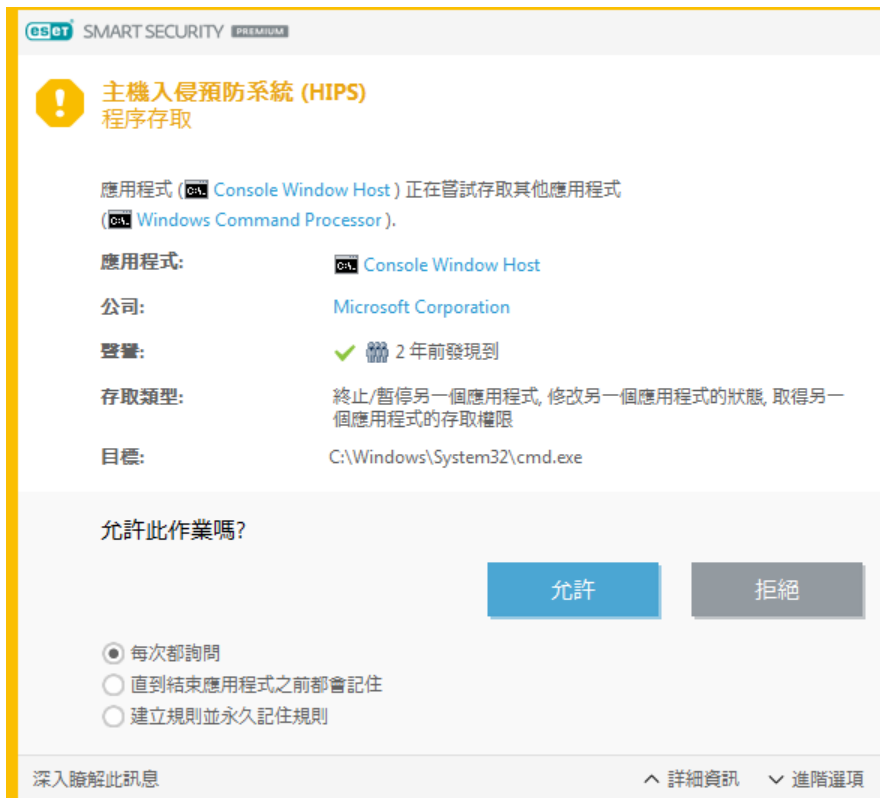 eset SMART SECURITY PREMIUM
主機入侵預防系統 (HIPS)
程序存取
應用程式 (C:\. Console Window Host ) 正在嘗試存取其他應用程式
(C:\. Windows Command Processor ).
應用程式: C:\. Console Window Host
公司: Microsoft Corporation
聲譽: 2 年前發現到
存取類型: 終止/暫停另一個應用程式, 修改另一個應用程式的狀態, 取得另一
個應用程式的存取權限
目標: C:\Windows\System32\cmd.exe
允許此作業嗎?
允許 拒絕
每次都詢問
直到結束應用程式之前都會記住
建立規則並永久記住規則
深入瞭解此訊息 詳細資訊 進階選項